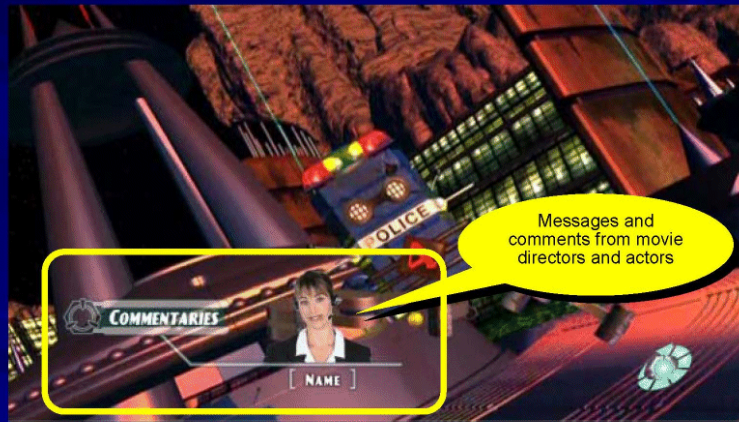 POLICE
Messages and
comments from movie
directors and actors
COMMENTARIES
[ NAME ]